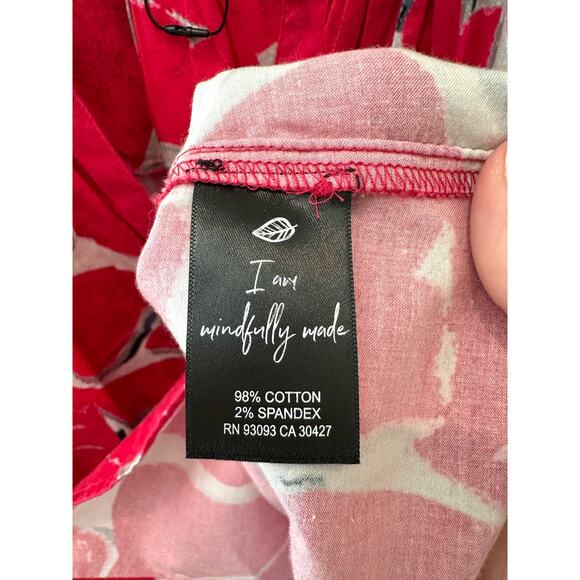 I am
mindfully made
98% COTTON
2% SPANDEX
RN 93093 CA 30427